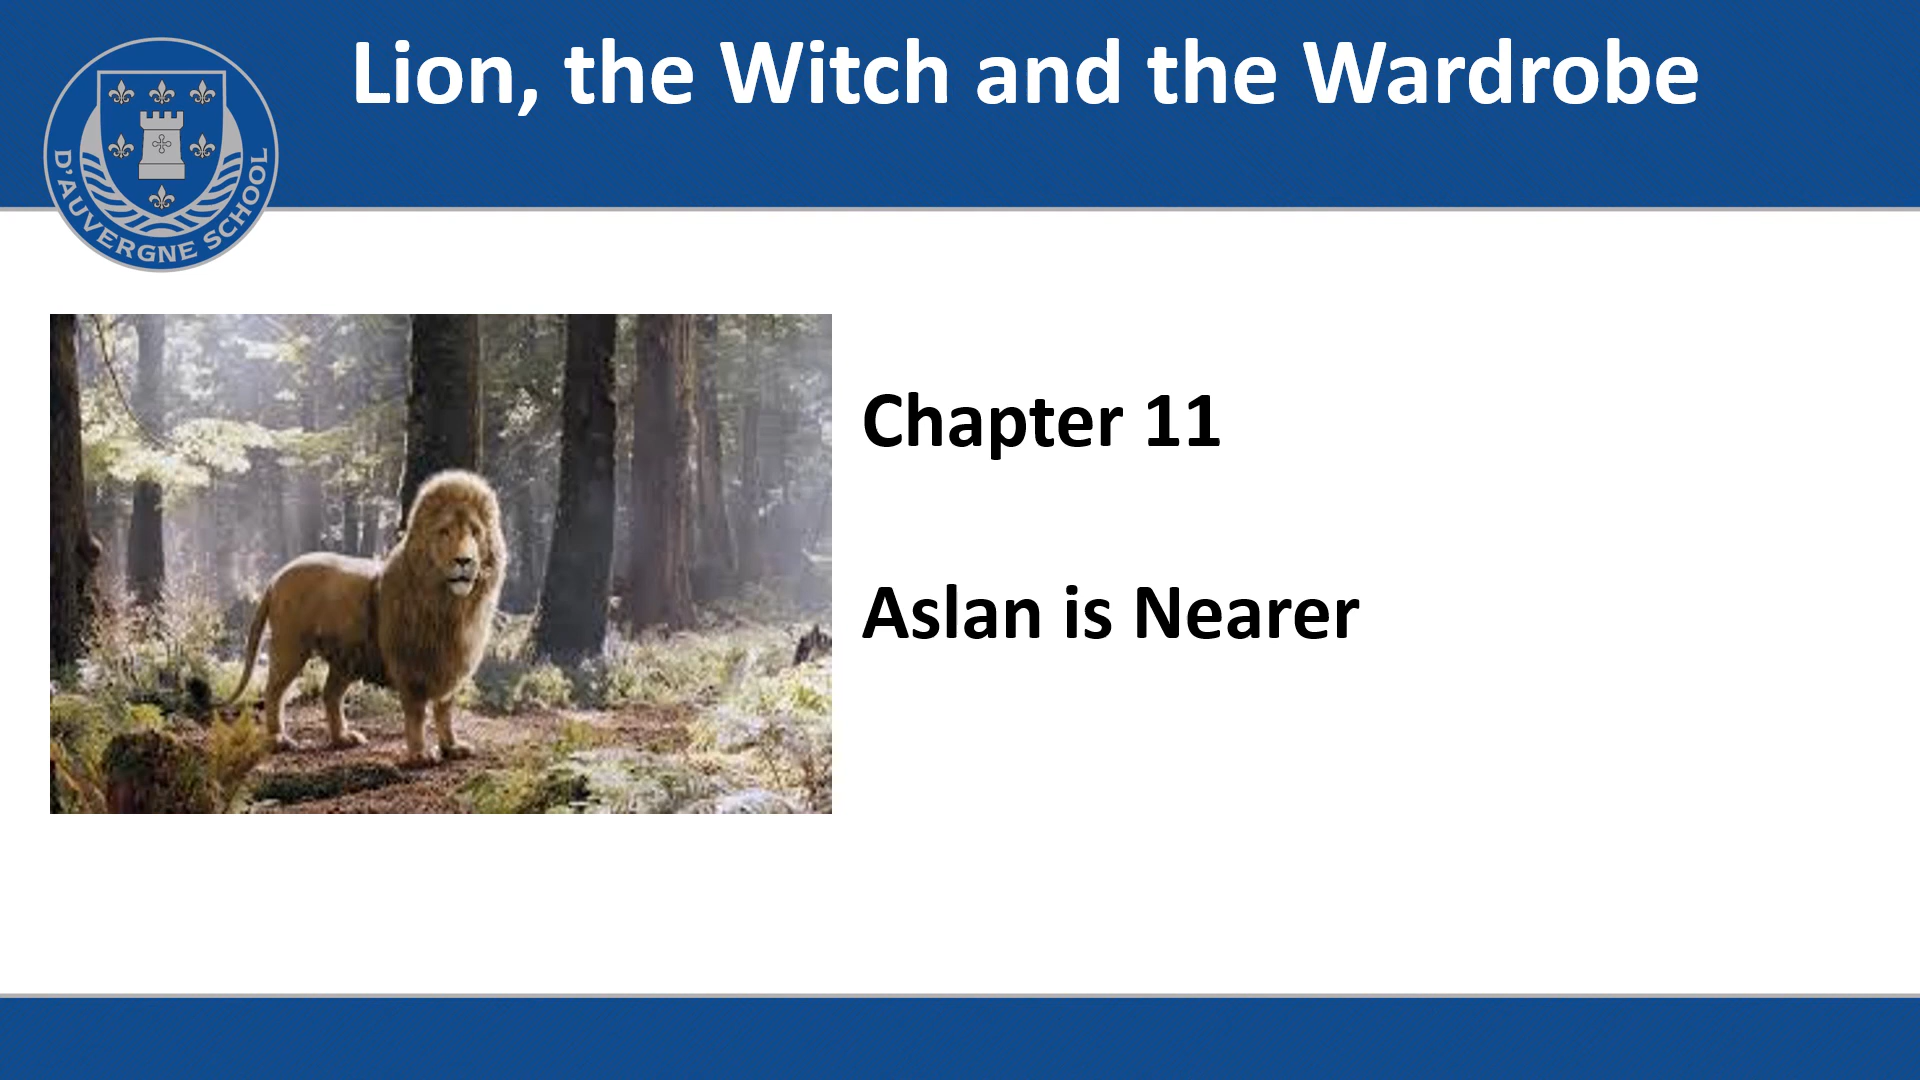 Lion, the Witch and the Wardrobe
D'AUVERGNE SCHOOL
Chapter 11
Aslan is Nearer